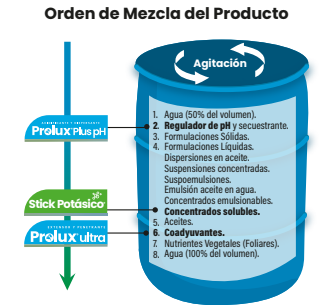 Orden de Mezcla del Producto
Agitación
Prolux Plus pH
Stick Potásico
Prolux ultra
1. Agua (50% del volumen).
2. Regulador de pH y secuestrante.
3. Formulaciones Sólidas.
4. Formulaciones Líquidas.
Dispersiones en aceite.
Suspensiones concentradas.
Suspoemulsiones.
Emulsión aceite en agua.
Concentrados emulsionables.
Concentrados solubles.
5. Aceites.
6. Coadyuvantes.
7. Nutrientes Vegetales (Foliares).
8. Agua (100% del volumen).